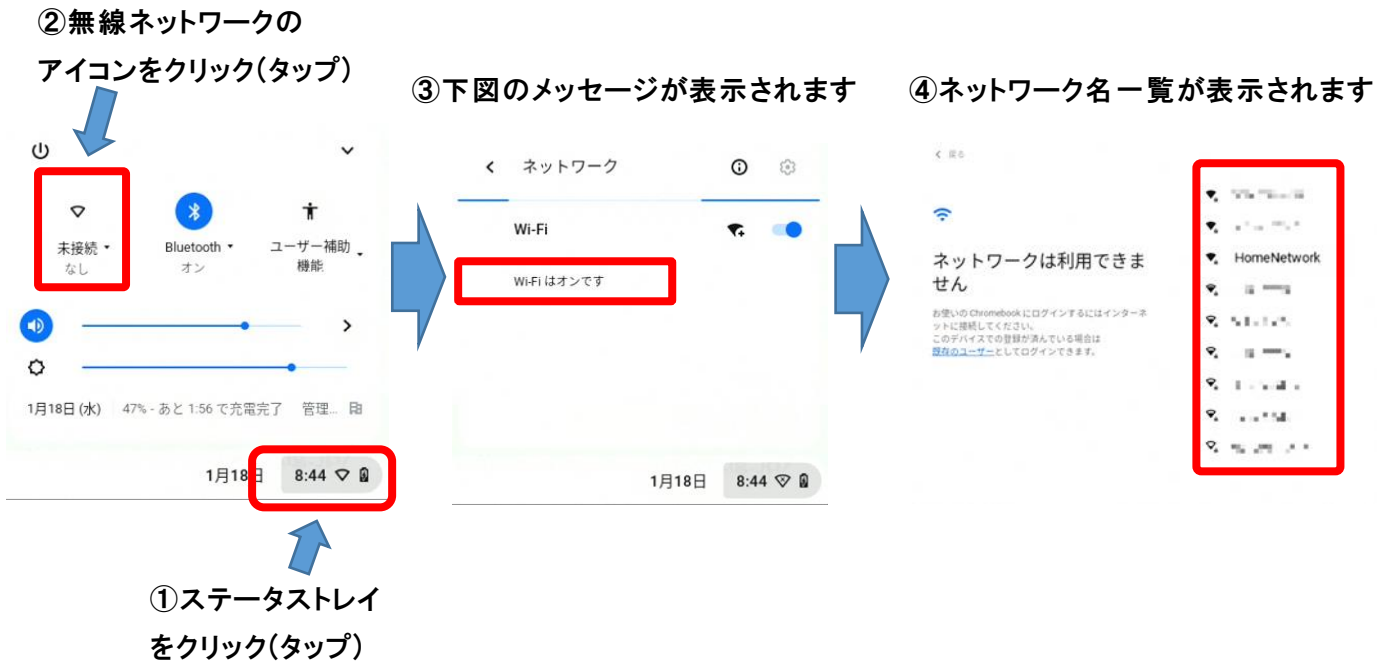 ②無線ネットワークの
アイコンをクリック(タップ)
未接続
なし
Bluetooth
オン
ユーザー補助
機能
1月18日 (水)
47% - あと 1:56 で充電完了
管理...
1月18日
8:44
①ステータストレイ
をクリック(タップ)
③下図のメッセージが表示されます
ネットワーク
Wi-Fi
Wi-Fi はオンです
1月18日
8:44
④ネットワーク名一覧が表示されます
戻る
ネットワークは利用できま
せん
お使いの Chromebook にログインするにはインターネ
ットに接続してください。
このデバイスでの登録が済んでいる場合は
既存のユーザーとしてログインできます。
HomeNetwork